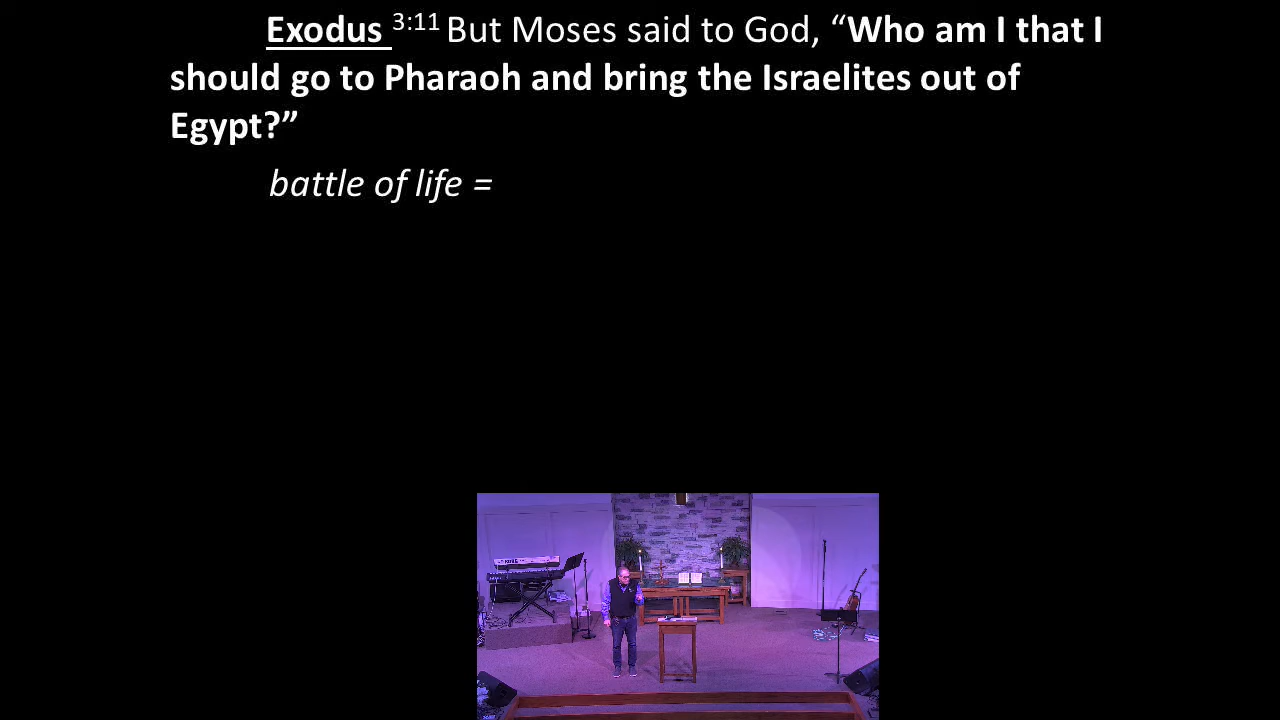 Exodus 3:11 But Moses said to God, “Who am I that I
should go to Pharaoh and bring the Israelites out of
Egypt?”
battle of life =
KORG